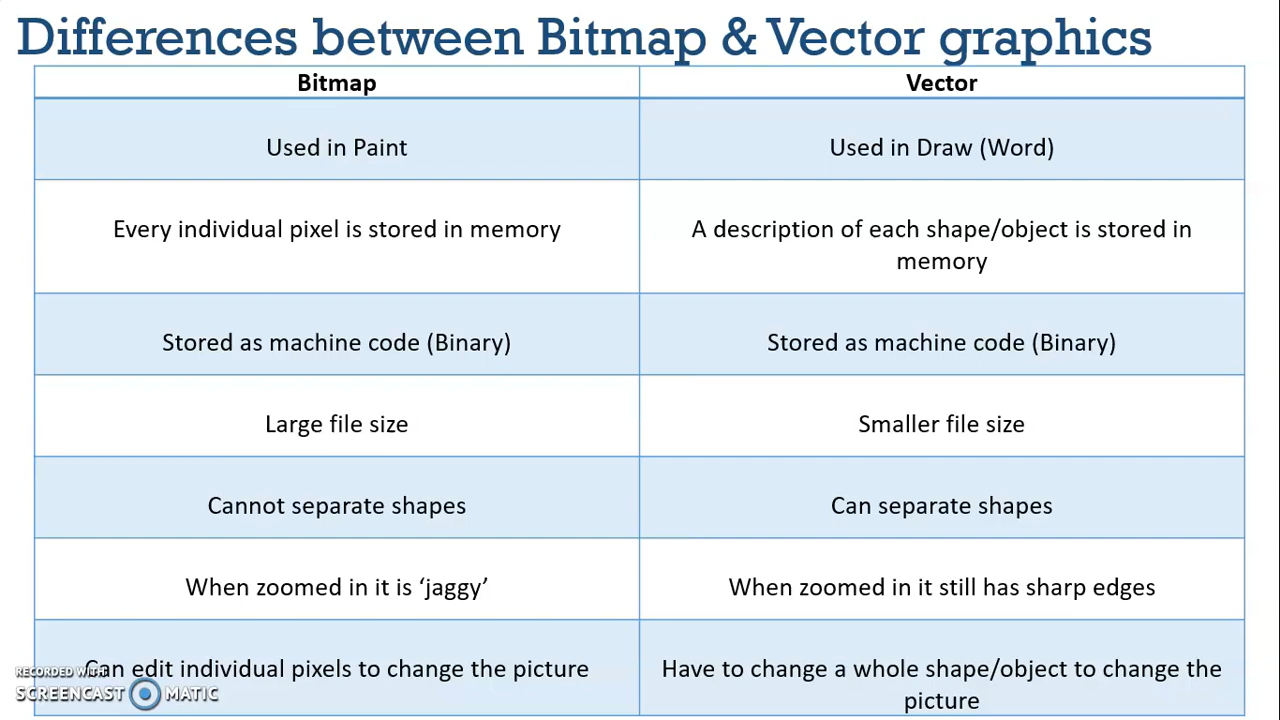 Differences between Bitmap & Vector graphics
Bitmap
Vector
Used in Paint
Used in Draw (Word)
Every individual pixel is stored in memory
A description of each shape/object is stored in
memory
Stored as machine code (Binary)
Stored as machine code (Binary)
Large file size
Smaller file size
Cannot separate shapes
Can separate shapes
When zoomed in it is ‘jaggy’
When zoomed in it still has sharp edges
Can edit individual pixels to change the picture
Have to change a whole shape/object to change the
picture
RECORDED WITH
SCREENCAST MATIC